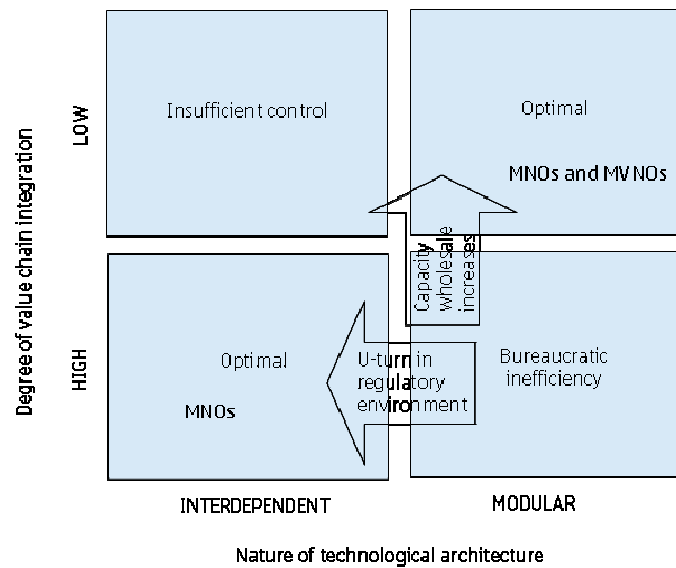 Degree of value chain integration
LOW
HIGH
Insufficient control
Optimal
MNOs and MVNOs
Capacity
wholesale
increases
Optimal
MNOs
U-turn in
regulatory
environment
Bureaucratic
inefficiency
INTERDEPENDENT
MODULAR
Nature of technological architecture